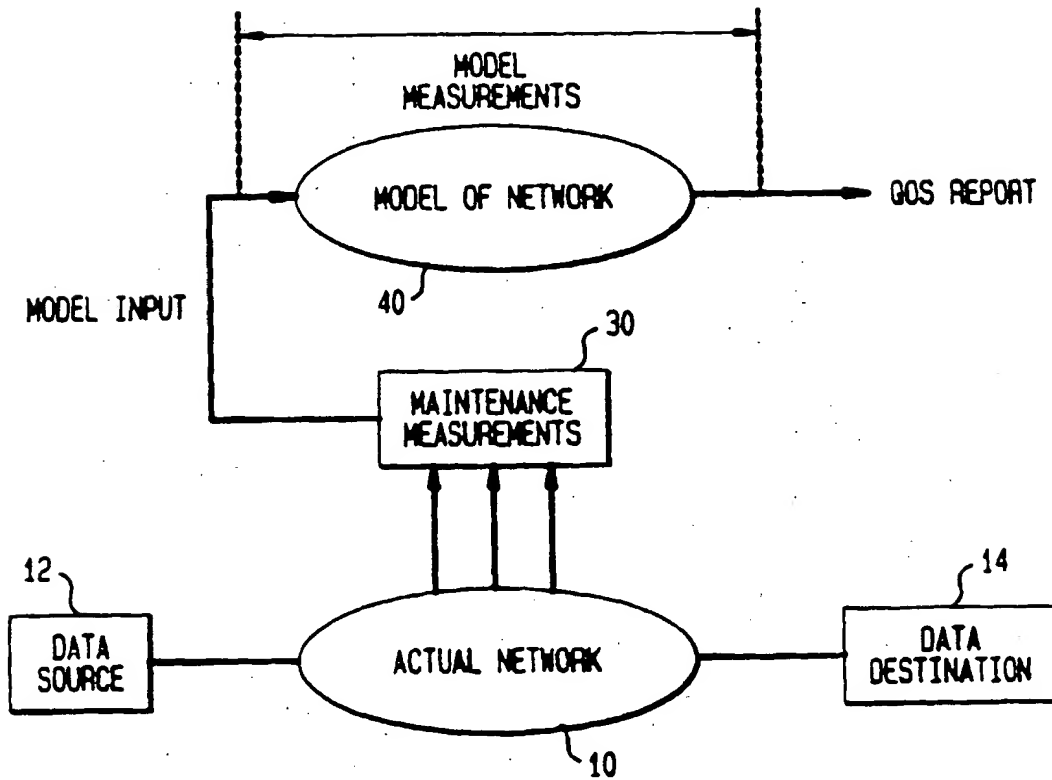 MODEL
MEASUREMENTS
MODEL OF NETWORK
QOS REPORT
40
MODEL INPUT
30
MAINTENANCE
MEASUREMENTS
12
14
DATA
SOURCE
ACTUAL NETWORK
DATA
DESTINATION
10